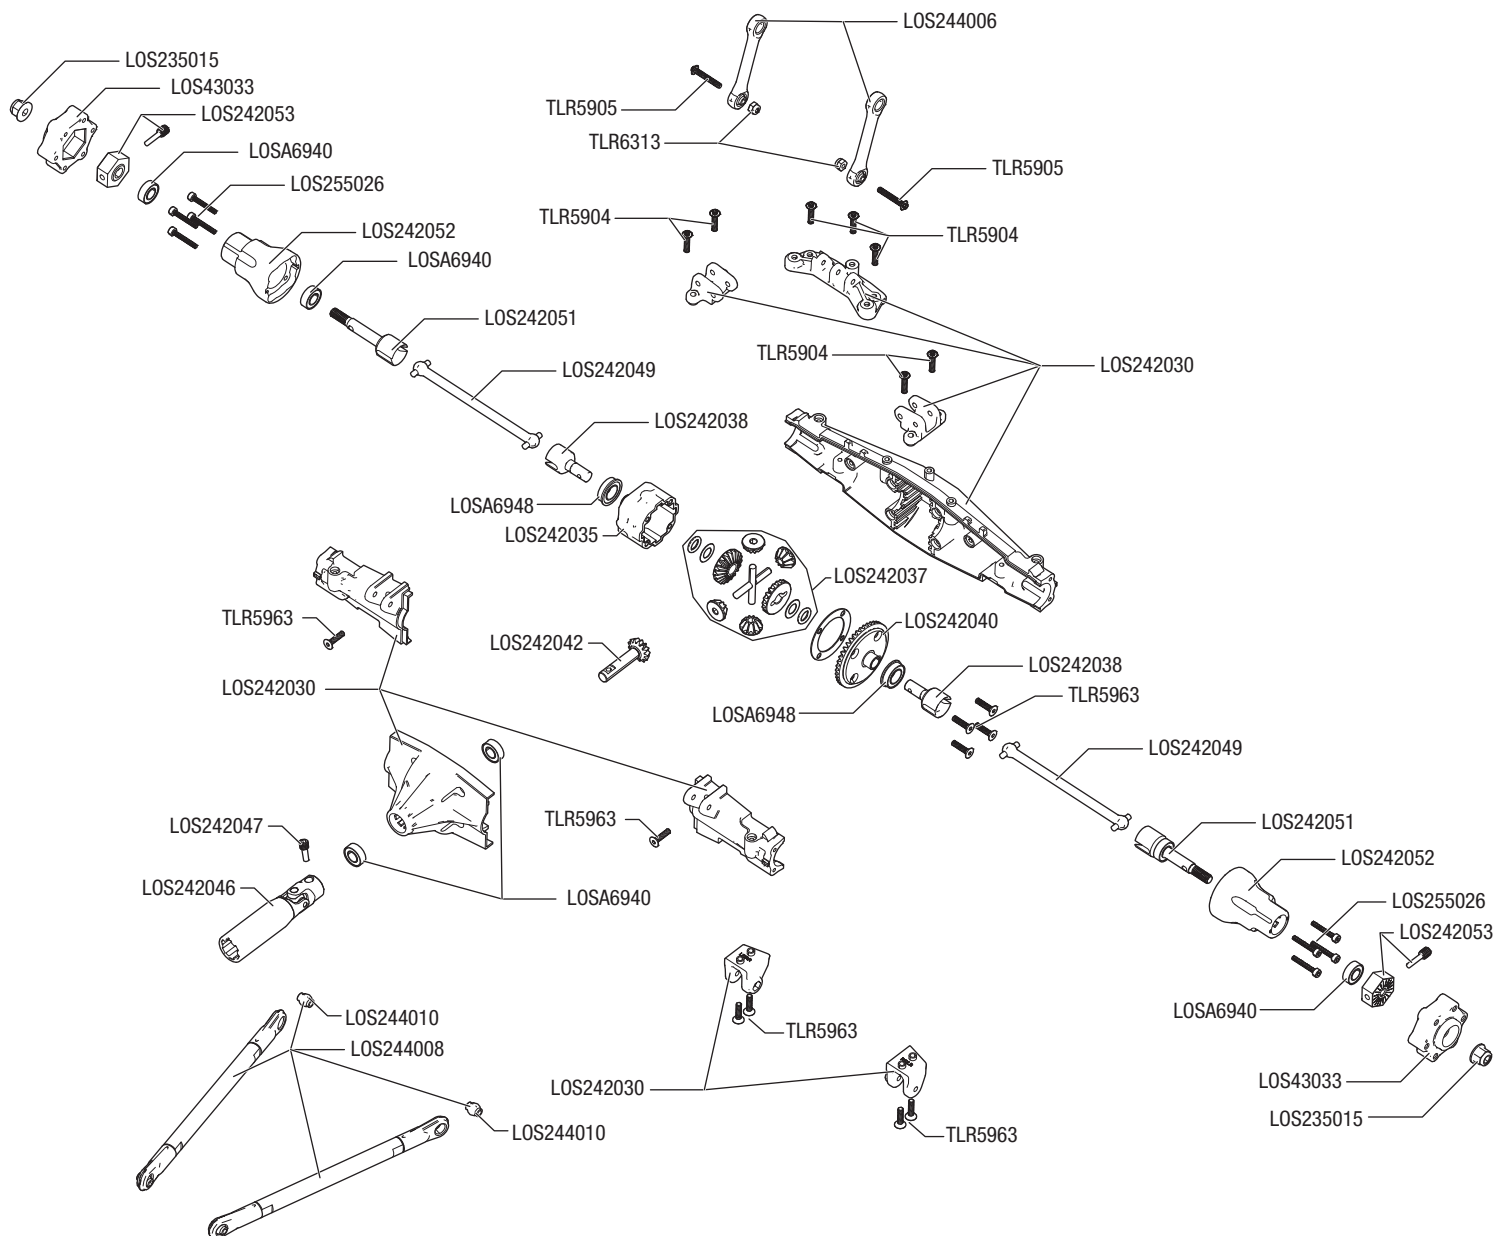 LOS244006
LOS235015
LOS43033
TLR5905
LOS242053
TLR6313
LOSA6940
TLR5905
LOS255026
TLR5904
LOS242052
TLR5904
LOSA6940
LOS242051
TLR5904
LOS242030
LOS242049
LOS242038
LOSA6948
LOS242035
LOS242037
TLR5963
LOS242040
LOS242042
LOS242038
LOS242030
TLR5963
LOSA6948
LOS242049
TLR5963
LOS242051
LOS242047
LOS242052
LOS242046
LOSA6940
LOS255026
LOS242053
LOSA6940
LOS244010
TLR5963
LOS244008
LOS43033
LOS242030
LOS235015
LOS244010
TLR5963